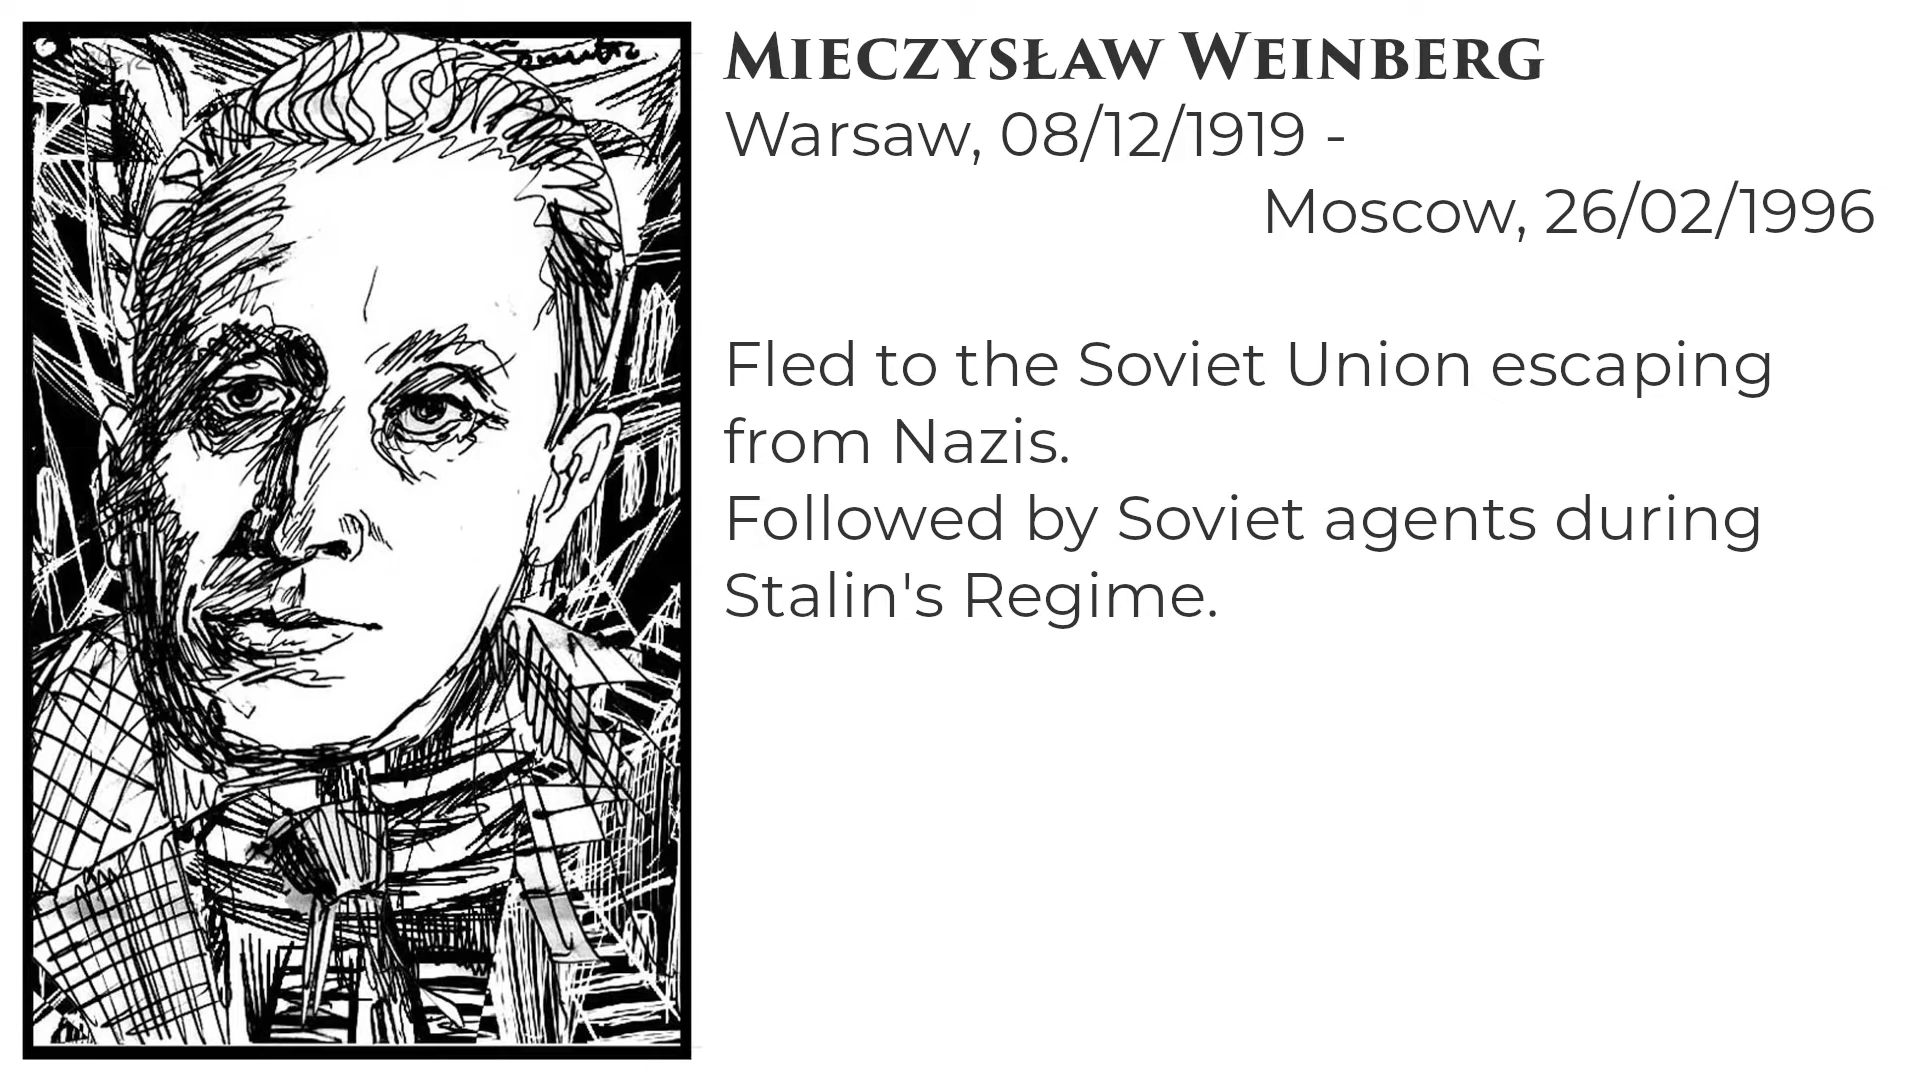 Mieczysław Weinberg
Warsaw, 08/12/1919 -
Moscow, 26/02/1996
Fled to the Soviet Union escaping
from Nazis.
Followed by Soviet agents during
Stalin's Regime.